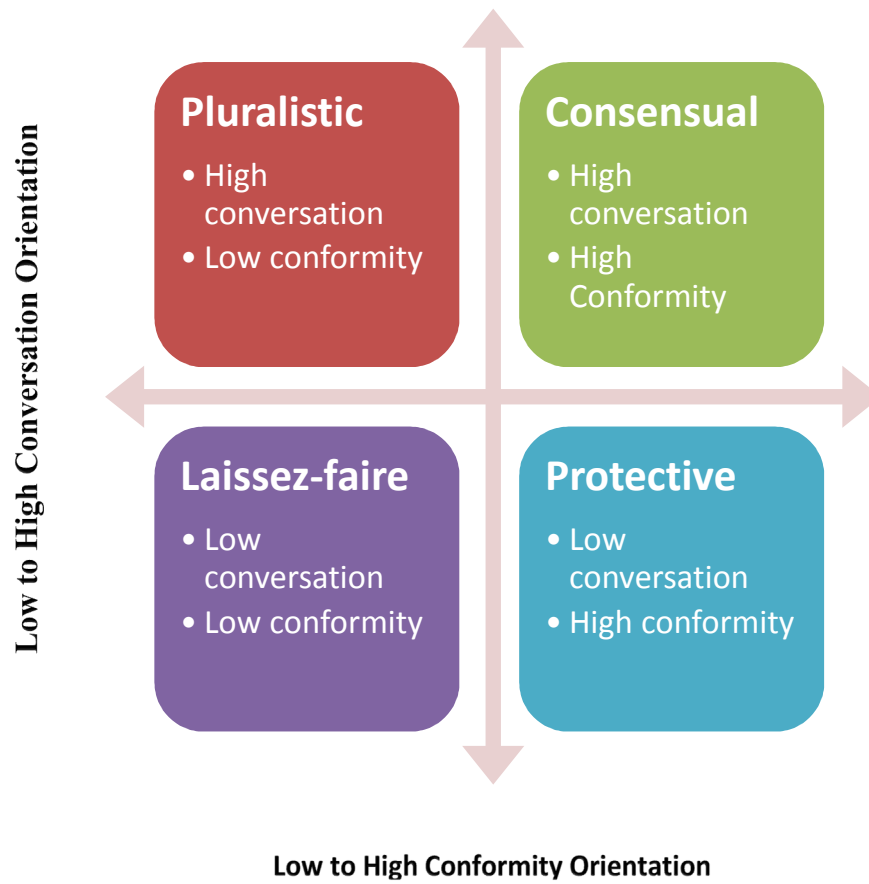 Low to High Conversation Orientation
Pluralistic
• High
conversation
• Low conformity
Consensual
• High
conversation
• High
Conformity
Laissez-faire
• Low
conversation
• Low conformity
Protective
• Low
conversation
• High conformity
Low to High Conformity Orientation